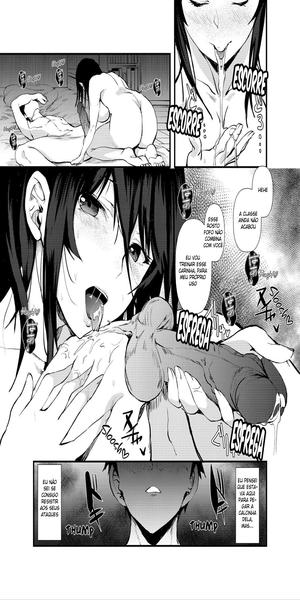 ESCORRE
ESCORRE...
HEHE
A CLASSE
AINDA NÃO
ACABOU
ESSE ROSTO
FOFO NÃO
COMBINA
COM VOCÊ
EU VOU
TREINAR ESSE
CARINHA, PARA
MEU PRÓPRIO
USO
ESFREGA
ESFREGA
Slooch♡
EU NÃO
SEI SE
CONSIGO
RESISTIR
AOS SEUS
ATAQUES
THUMP
THUMP
EU PENSEI
QUE ESTAVA
AQUI PARA
PEGAR A
CALCINHA
DELA,
MAS...